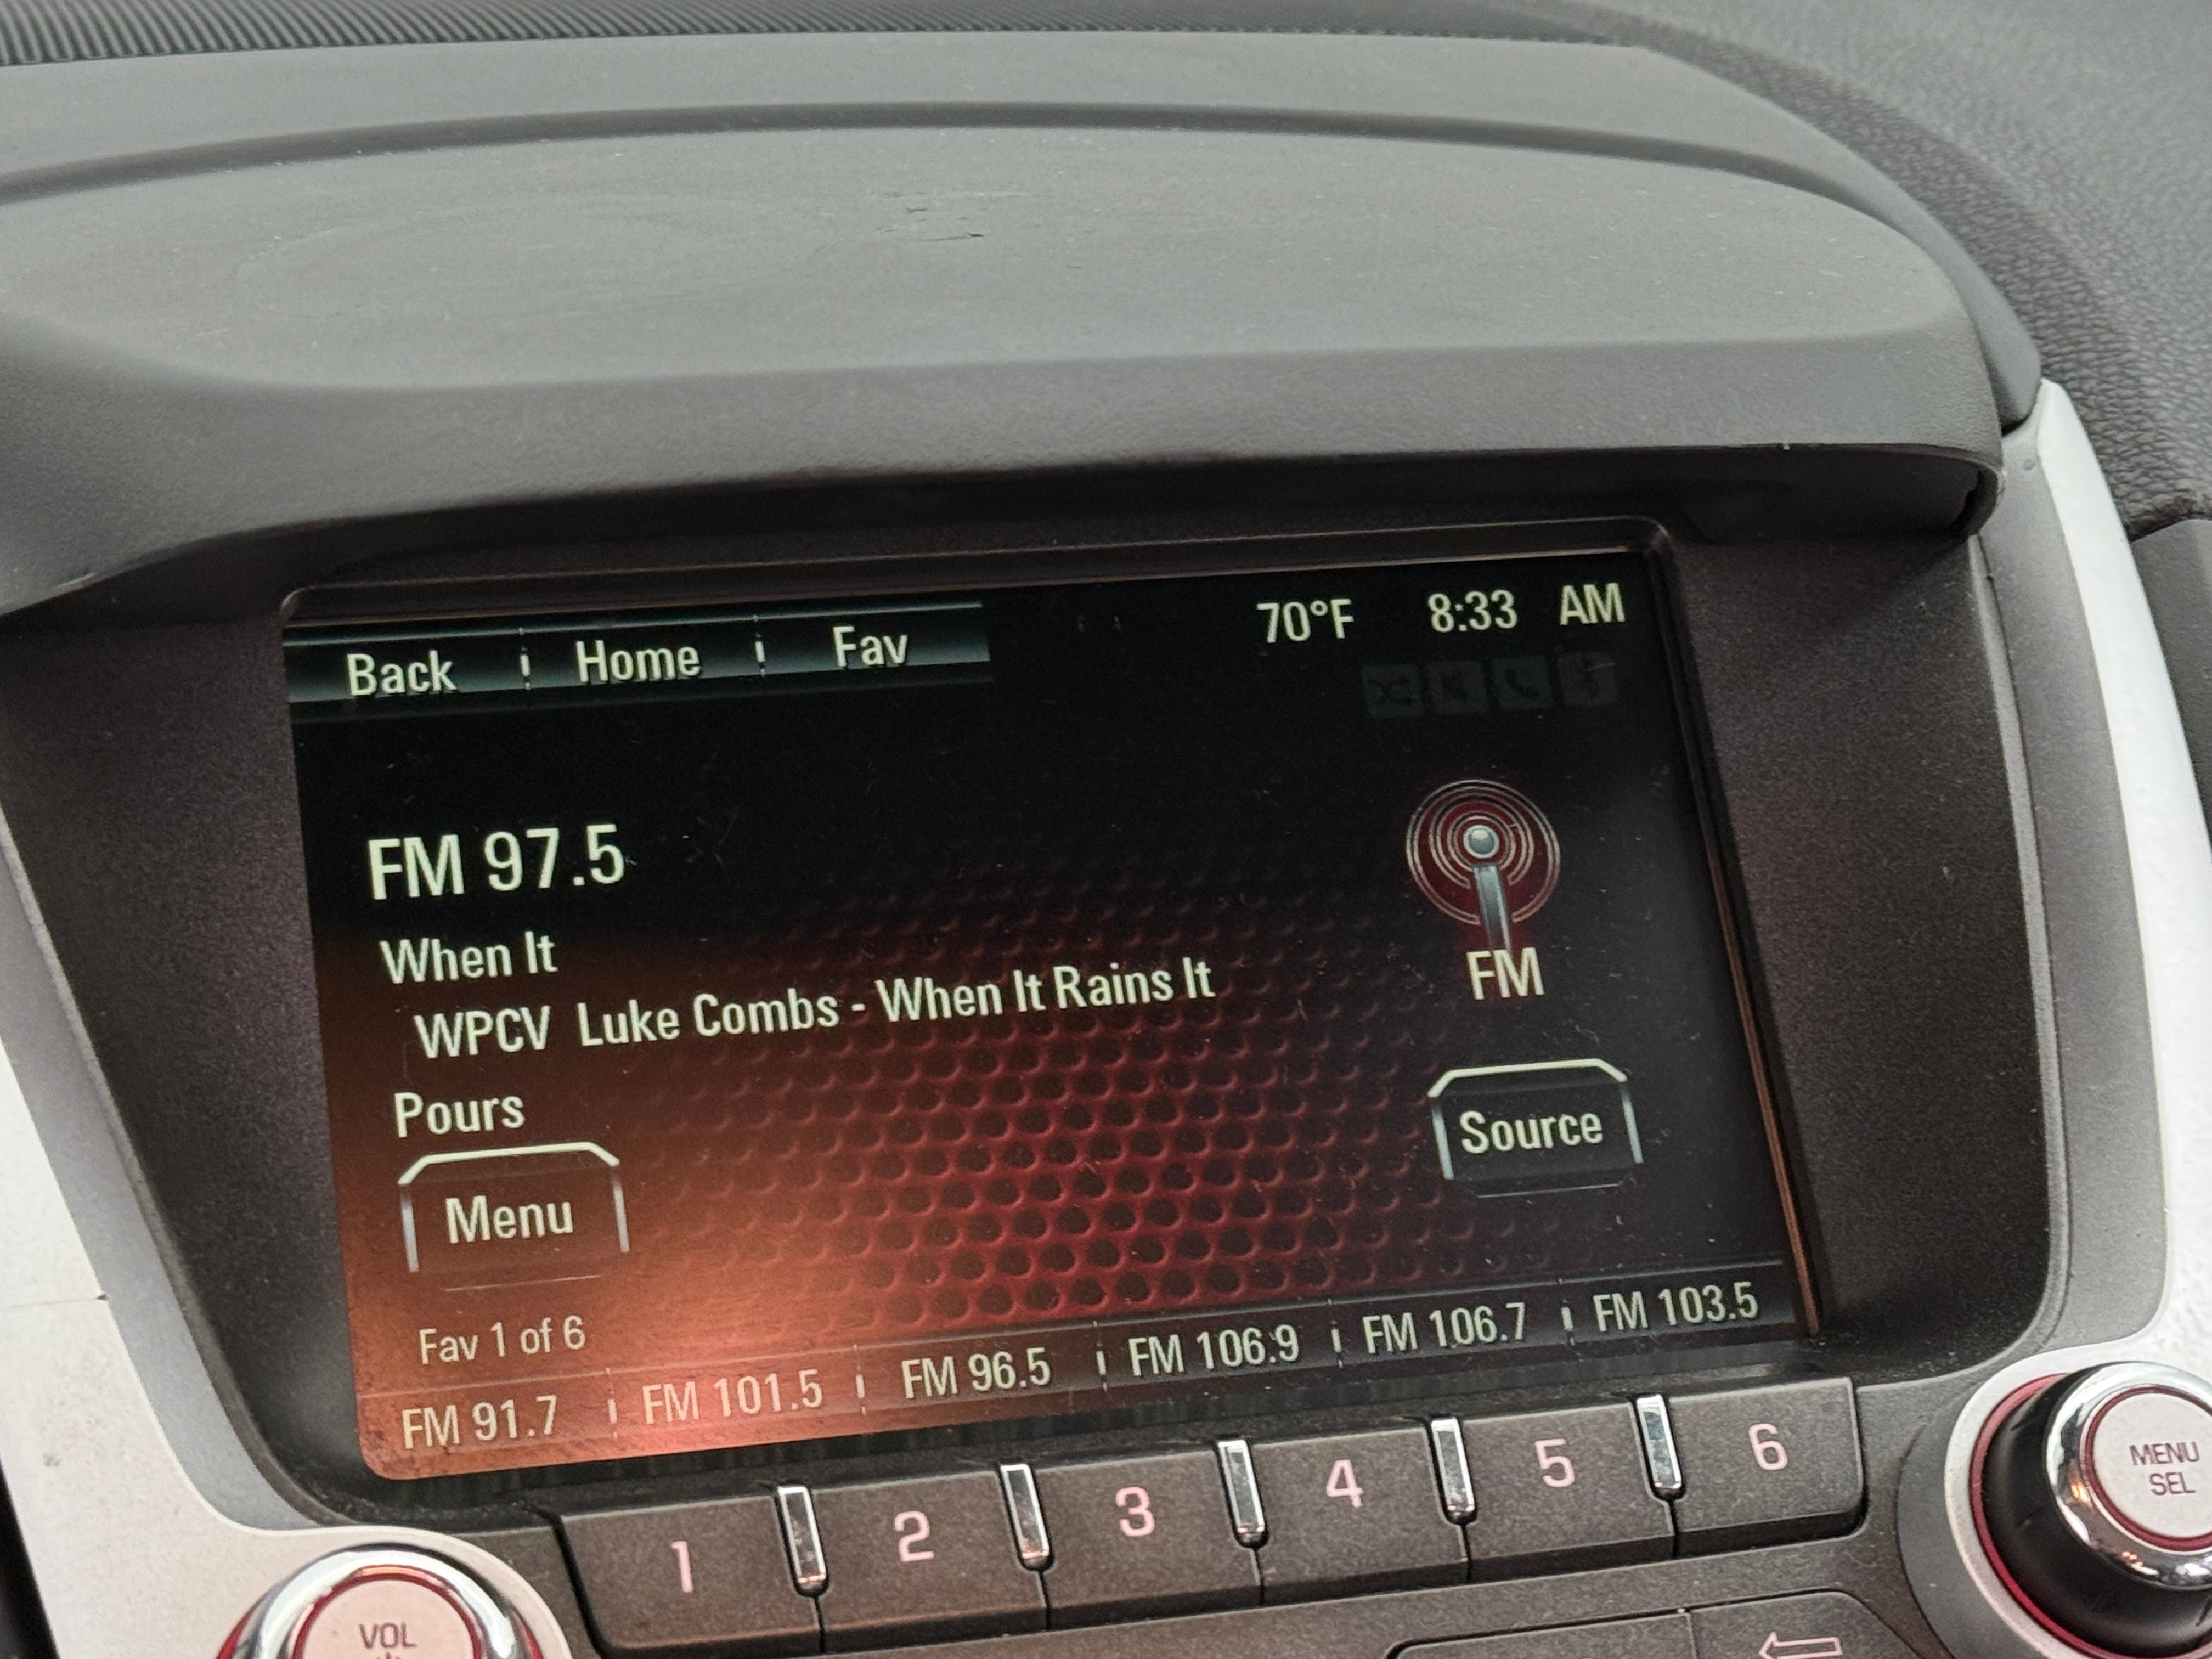 Back Home Fav 70°F 8:33 AM
FM 97.5
When It
WPCV Luke Combs - When It Rains It
Pours
FM
Source
Menu
Fav 1 of 6
FM 91.7 FM 101.5 FM 96.5 FM 106.9 FM 106.7 FM 103.5
1 2 3 4 5 6
MENU
SEL
VOL